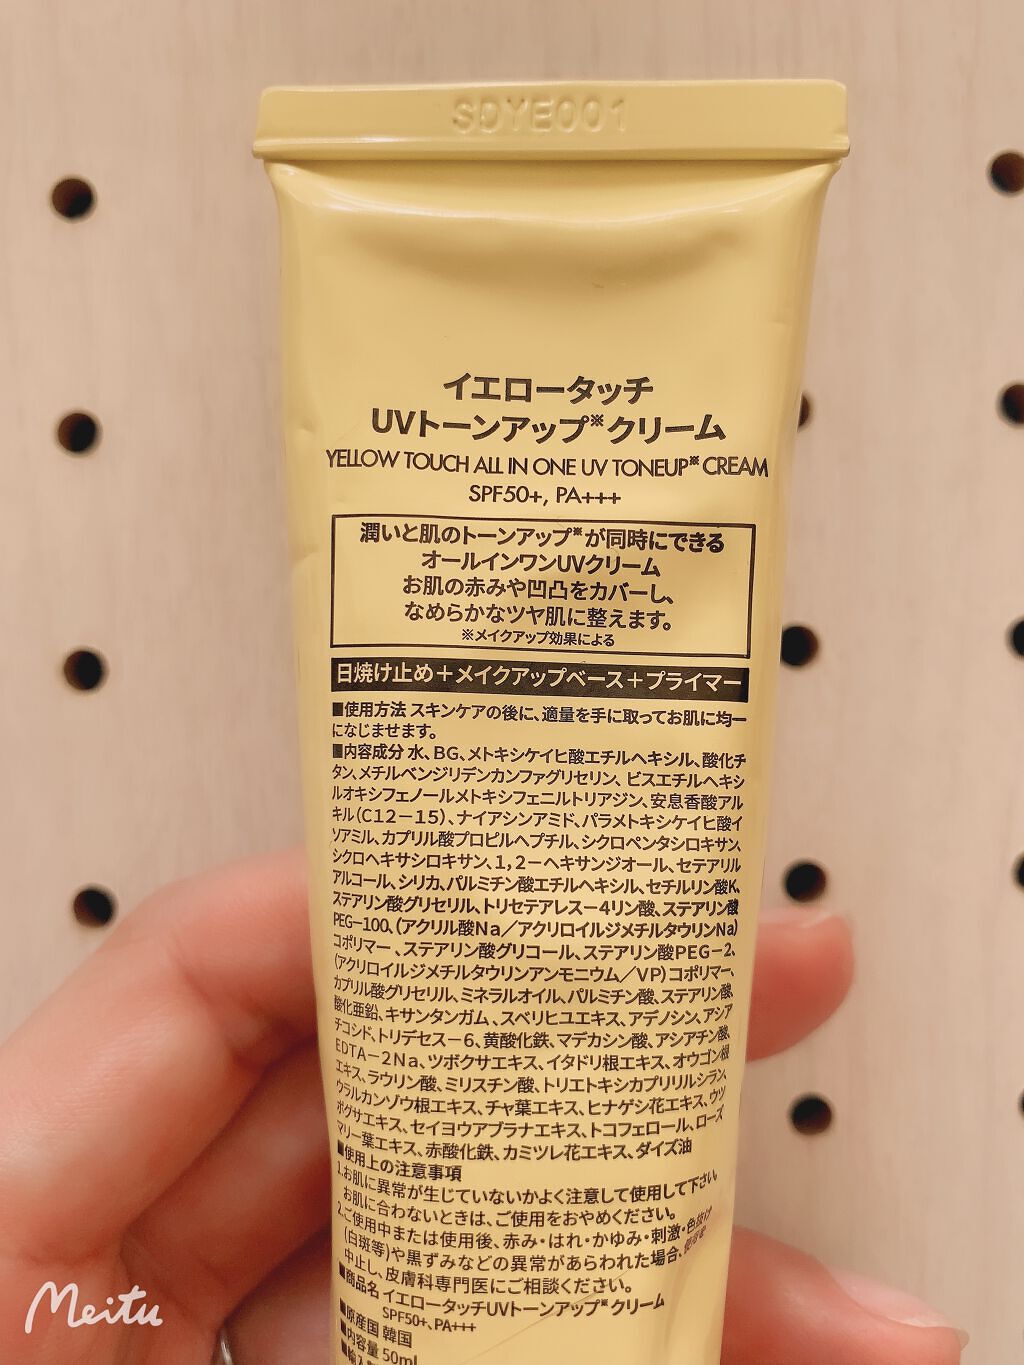 SDYE001
イエロータッチ
UVトーンアップ※クリーム
YELLOW TOUCH ALL IN ONE UV TONEUP※ CREAM
SPF50+, PA+++
潤いと肌のトーンアップ※が同時にできる
オールインワンUVクリーム
お肌の赤みや凹凸をカバーし、
なめらかなツヤ肌に整えます。
※メイクアップ効果による
日焼け止め＋メイクアップベース＋プライマー
■使用方法 スキンケアの後に、適量を手に取ってお肌に均一
になじませます。
■内容成分 水、BG、メトキシケイヒ酸エチルヘキシル、酸化チ
タン、メチルベンジリデンカンファグリセリン、ビスエチルヘキシ
ルオキシフェノールメトキシフェニルトリアジン、安息香酸アル
キル（C12－15）、ナイアシンアミド、パラメトキシケイヒ酸イ
ソアミル、カプリル酸プロピルヘプチル、シクロペンタシロキサン、
シクロヘキサシロキサン、1，2－ヘキサンジオール、セテアリル
アルコール、シリカ、パルミチン酸エチルヘキシル、セチルリン酸K、
ステアリン酸グリセリル、トリセテアレス－4リン酸、ステアリン酸
PEG－100、（アクリル酸Na／アクリロイルジメチルタウリンNa）
コポリマー、ステアリン酸グリコール、ステアリン酸PEG－2、
（アクリロイルジメチルタウリンアンモニウム／VP）コポリマー、
カプリル酸グリセリル、ミネラルオイル、パルミチン酸、ステアリン酸、
酸化亜鉛、キサンタンガム、スベリヒユエキス、アデノシン、アシア
チコシド、トリデセス－6、黄酸化鉄、マデカシン酸、アシアチン酸、
EDTA－2Na、ツボクサエキス、イタドリ根エキス、オウゴン根
エキス、ラウリン酸、ミリスチン酸、トリエトキシカプリリルシラン、
ウラルカンゾウ根エキス、チャ葉エキス、ヒナゲシ花エキス、ウツ
ボグサエキス、セイヨウアブラナエキス、トコフェロール、ローズ
マリー葉エキス、赤酸化鉄、カミツレ花エキス、ダイズ油
■使用上の注意事項
1.お肌に異常が生じていないかよく注意して使用して下さい。
お肌に合わないときは、ご使用をおやめください。
2.ご使用中または使用後、赤み・はれ・かゆみ・刺激・色抜け
(白斑等)や黒ずみなどの異常があらわれた場合、使用を
中止し、皮膚科専門医にご相談ください。
■商品名 イエロータッチUVトーンアップ※クリーム
SPF50+、PA+++
■原産国 韓国
■内容量 50ml
Meitu